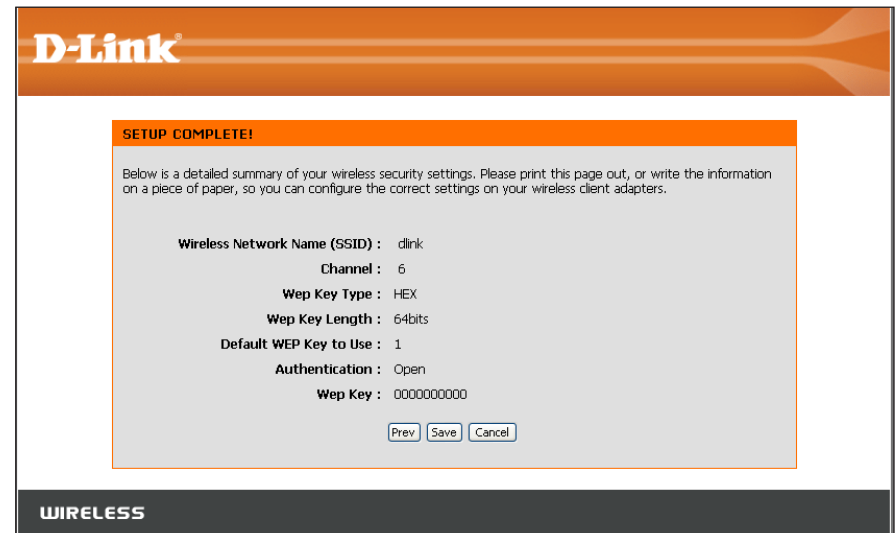 D-Link®
SETUP COMPLETE!
Below is a detailed summary of your wireless security settings. Please print this page out, or write the information
on a piece of paper, so you can configure the correct settings on your wireless client adapters.
Wireless Network Name (SSID) : dlink
Channel : 6
Wep Key Type : HEX
Wep Key Length : 64bits
Default WEP Key to Use : 1
Authentication : Open
Wep Key : 0000000000
Prev Save Cancel
WIRELESS